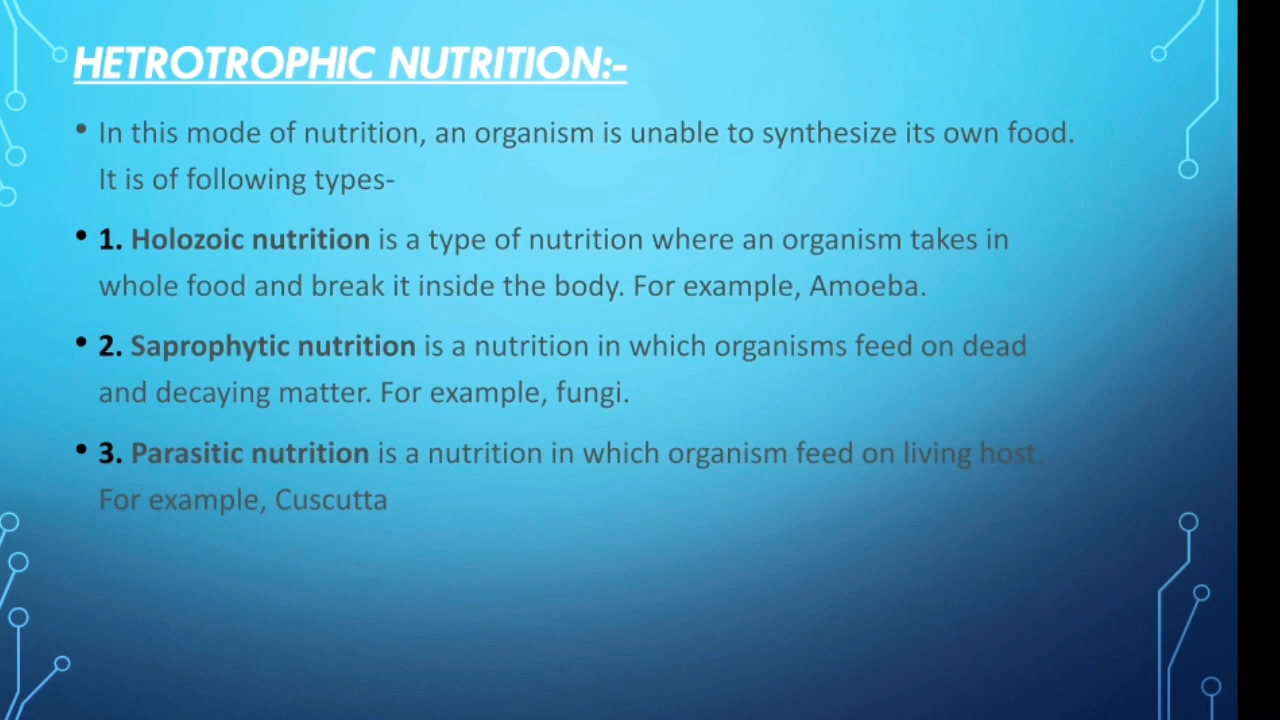 HETROTROPHIC NUTRITION:-
• In this mode of nutrition, an organism is unable to synthesize its own food.
It is of following types-
• 1. Holozoic nutrition is a type of nutrition where an organism takes in
whole food and break it inside the body. For example, Amoeba.
• 2. Saprophytic nutrition is a nutrition in which organisms feed on dead
and decaying matter. For example, fungi.
• 3. Parasitic nutrition is a nutrition in which organism feed on living host.
For example, Cuscutta